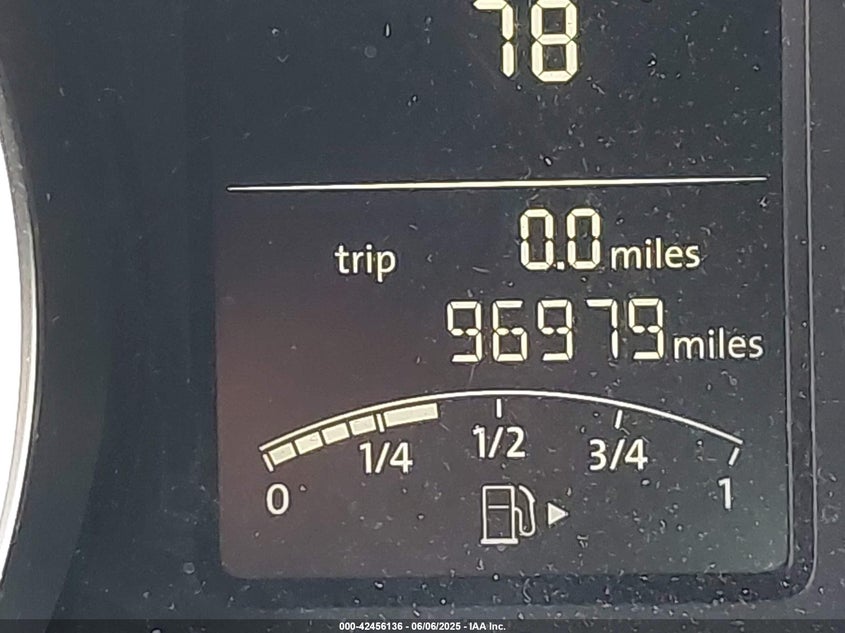 78
trip 0.0 miles
96979 miles
0 1/4 1/2 3/4 1
000-42456136 - 06/06/2025 - IAA Inc.